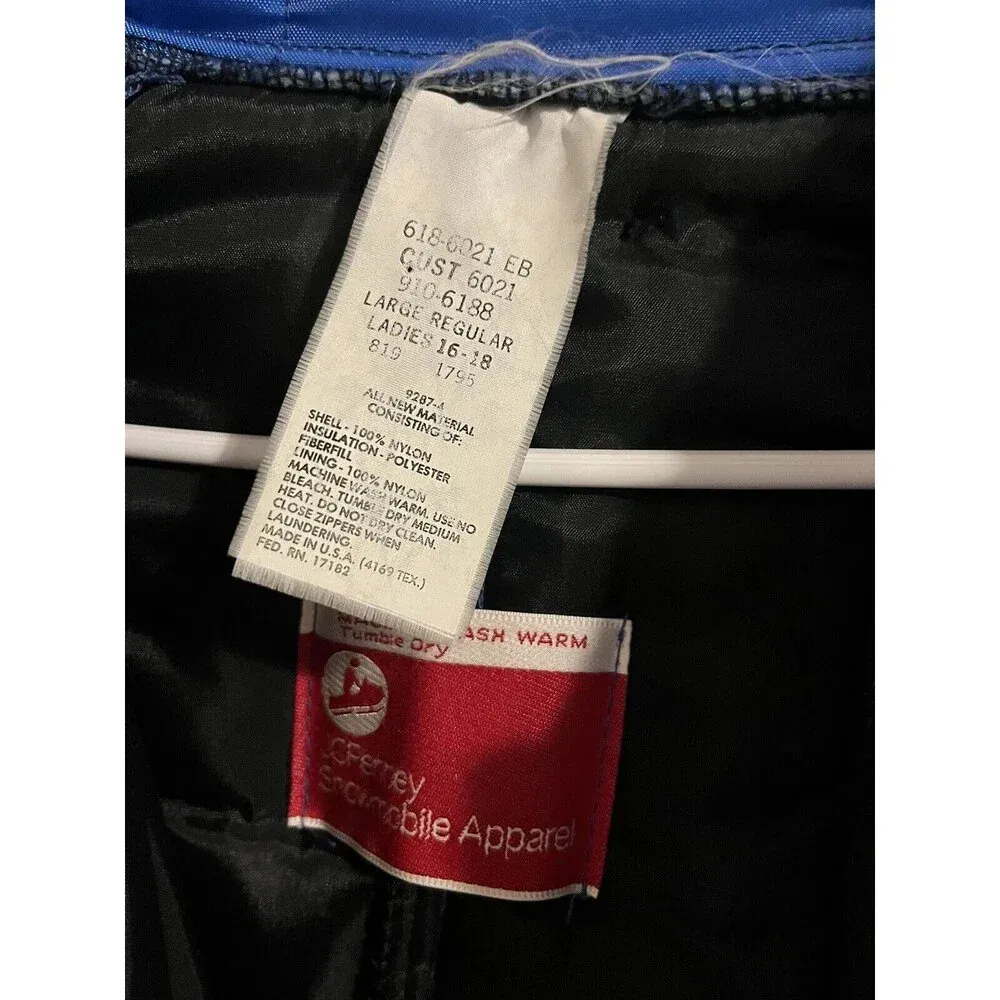 618-6021 EB
CUST 6021
910-6188
LARGE REGULAR
LADIES 16-18
819 1795
9287-4
ALL NEW MATERIAL
CONSISTING OF:
SHELL - 100% NYLON
INSULATION - POLYESTER
FIBERFILL
LINING - 100% NYLON
MACHINE WASH WARM. USE NO
BLEACH. TUMBLE DRY MEDIUM
HEAT. DO NOT DRY CLEAN.
CLOSE ZIPPERS WHEN
LAUNDERING.
MADE IN U.S.A. (4169 TEX.)
FED. RN. 17182
WARM
Tumble Dry
JCPenney
Snowmobile Apparel